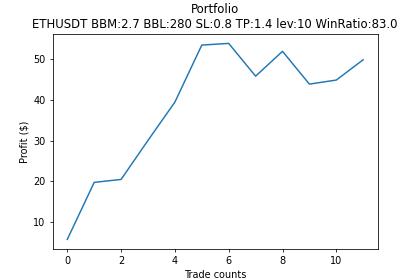 Portfolio
ETHUSDT BBM:2.7 BBL:280 SL:0.8 TP:1.4 lev:10 WinRatio:83.0
50
40
30
20
10
Profit ($)
0 2 4 6 8 10
Trade counts